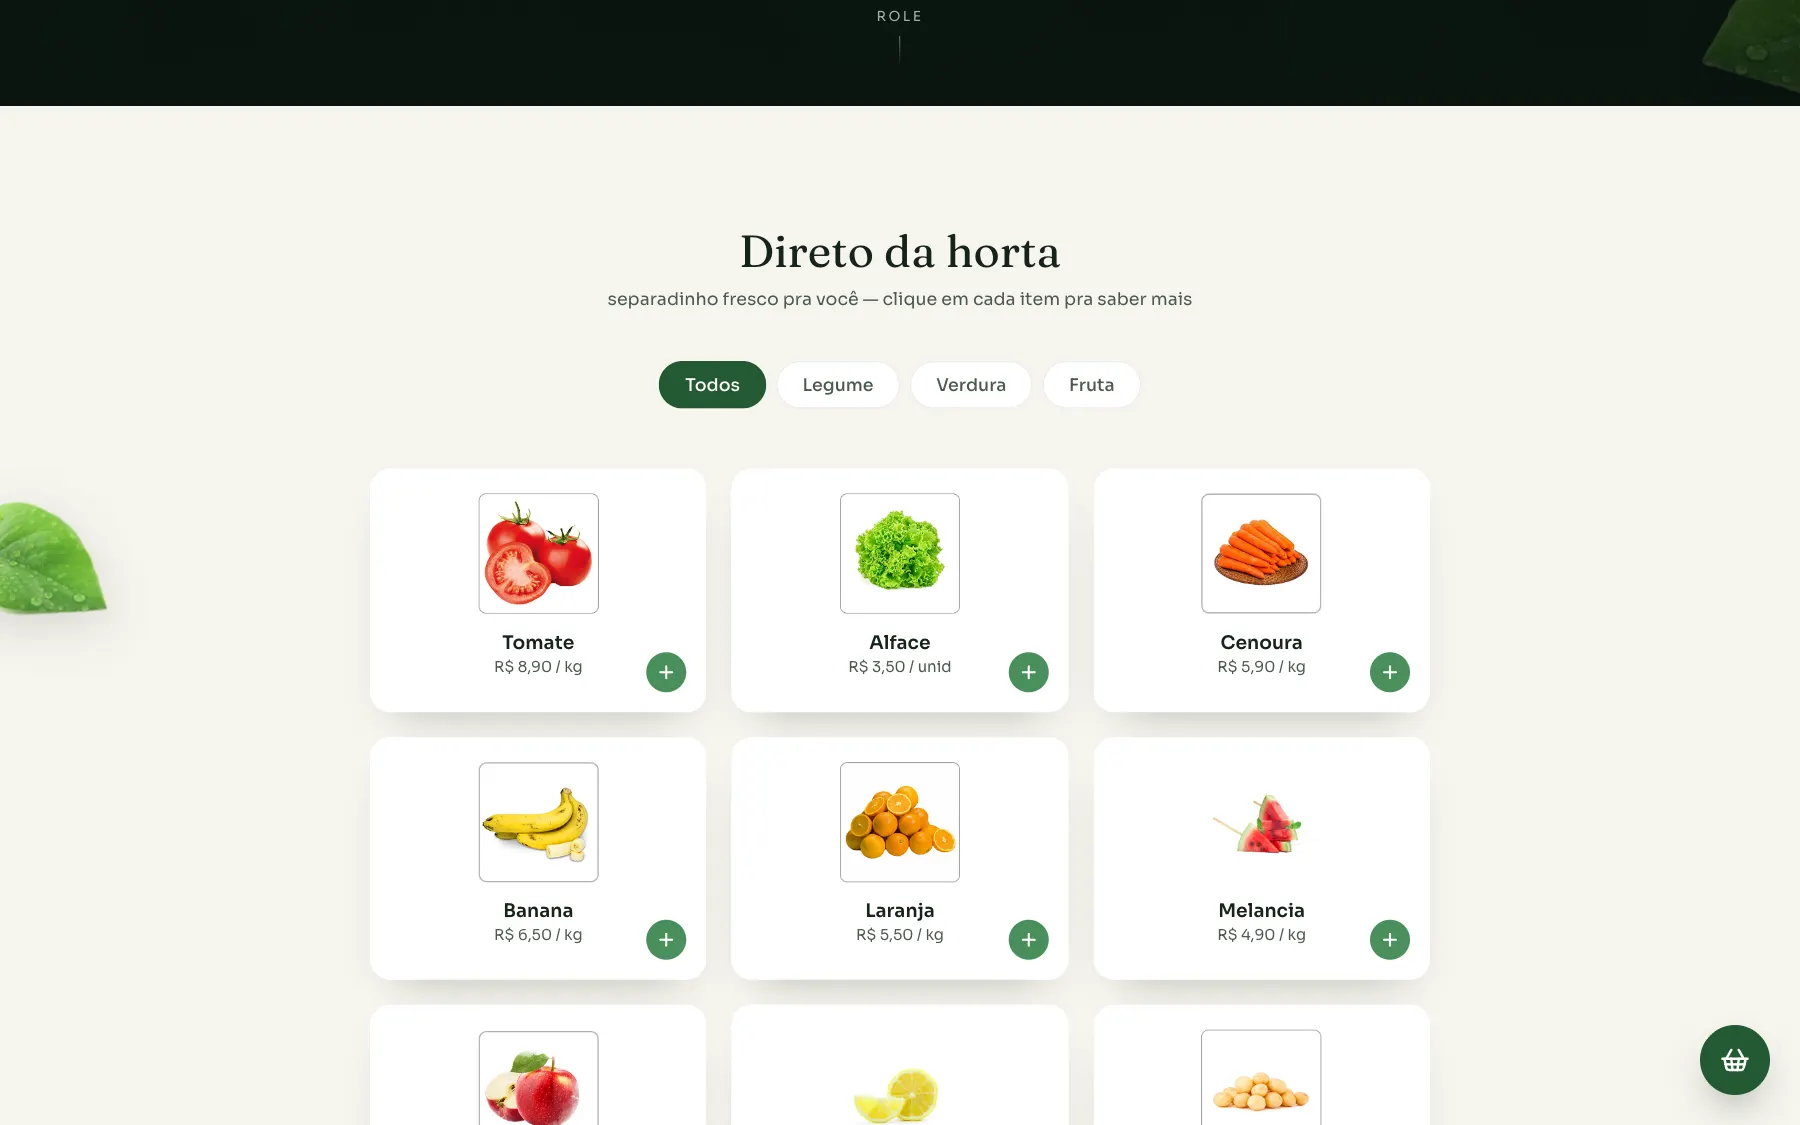 ROLE
Direto da horta
separadinho fresco pra você — clique em cada item pra saber mais
Todos
Legume
Verdura
Fruta
Tomate
R$ 8,90 / kg
Alface
R$ 3,50 / unid
Cenoura
R$ 5,90 / kg
Banana
R$ 6,50 / kg
Laranja
R$ 5,50 / kg
Melancia
R$ 4,90 / kg